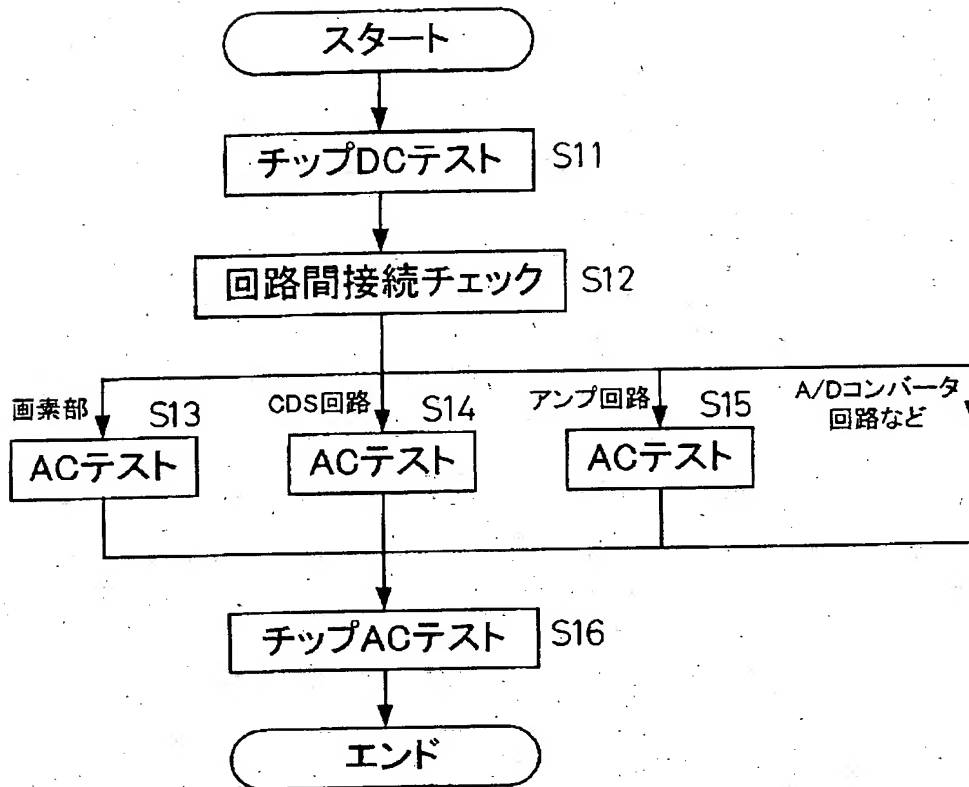 スタート
チップDCテスト S11
回路間接続チェック S12
画素部 S13
ACテスト
CDS回路 S14
ACテスト
アンプ回路 S15
ACテスト
A/Dコンバータ
回路など
チップACテスト S16
エンド